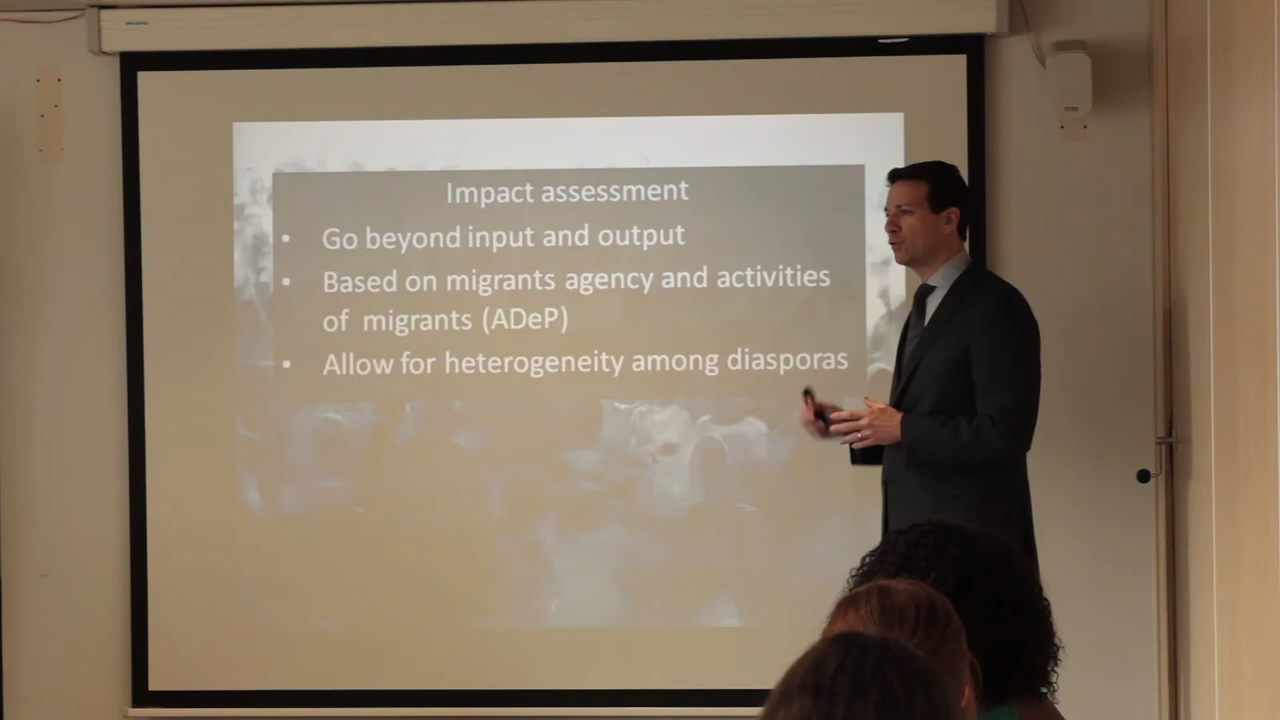 Impact assessment
• Go beyond input and output
• Based on migrants agency and activities
of migrants (ADeP)
• Allow for heterogeneity among diasporas